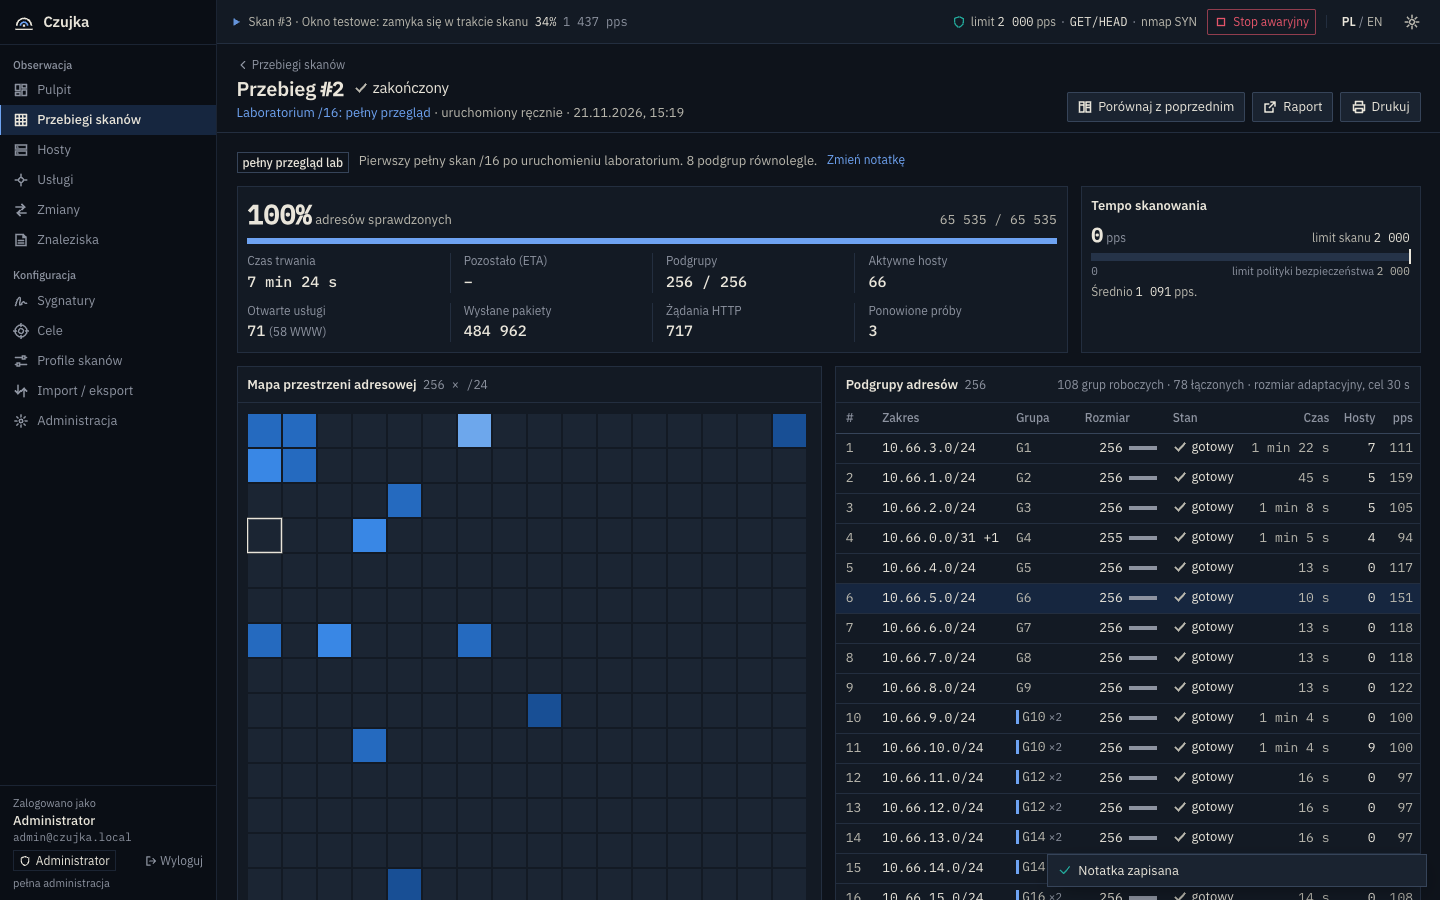 Czujka
Skan #3 · Okno testowe: zamyka się w trakcie skanu 34% 1 437 pps
limit 2 000 pps · GET/HEAD · nmap SYN
Stop awaryjny
PL / EN
Obserwacja
Pulpit
Przebiegi skanów
Hosty
Usługi
Zmiany
Znaleziska
Konfiguracja
Sygnatury
Cele
Profile skanów
Import / eksport
Administracja
Zalogowano jako
Administrator
admin@czujka.local
Administrator
Wyloguj
pełna administracja
Przebiegi skanów
Przebieg #2 zakończony
Laboratorium /16: pełny przegląd · uruchomiony ręcznie · 21.11.2026, 15:19
Porównaj z poprzednim
Raport
Drukuj
pełny przegląd lab
Pierwszy pełny skan /16 po uruchomieniu laboratorium. 8 podgrup równolegle.
Zmień notatkę
100% adresów sprawdzonych
65 535 / 65 535
Czas trwania
7 min 24 s
Pozostało (ETA)
–
Podgrupy
256 / 256
Aktywne hosty
66
Otwarte usługi
71 (58 WWW)
Wysłane pakiety
484 962
Żądania HTTP
717
Ponowione próby
3
Tempo skanowania
0 pps
limit skanu 2 000
0
limit polityki bezpieczeństwa 2 000
Średnio 1 091 pps.
Mapa przestrzeni adresowej 256 × /24
Podgrupy adresów 256
108 grup roboczych · 78 łączonych · rozmiar adaptacyjny, cel 30 s
# Zakres Grupa Rozmiar Stan Czas Hosty pps
1 10.66.3.0/24 G1 256 gotowy 1 min 22 s 7 111
2 10.66.1.0/24 G2 256 gotowy 45 s 5 159
3 10.66.2.0/24 G3 256 gotowy 1 min 8 s 5 105
4 10.66.0.0/31 +1 G4 255 gotowy 1 min 5 s 4 94
5 10.66.4.0/24 G5 256 gotowy 13 s 0 117
6 10.66.5.0/24 G6 256 gotowy 10 s 0 151
7 10.66.6.0/24 G7 256 gotowy 13 s 0 118
8 10.66.7.0/24 G8 256 gotowy 13 s 0 118
9 10.66.8.0/24 G9 256 gotowy 13 s 0 122
10 10.66.9.0/24 G10 ×2 256 gotowy 1 min 4 s 0 100
11 10.66.10.0/24 G10 ×2 256 gotowy 1 min 4 s 9 100
12 10.66.11.0/24 G12 ×2 256 gotowy 16 s 0 97
13 10.66.12.0/24 G12 ×2 256 gotowy 16 s 0 97
14 10.66.13.0/24 G14 ×2 256 gotowy 16 s 0 97
15 10.66.14.0/24 G14
16 10.66.15.0/24 G16 ×2 256 gotowy 14 s 0 108
Notatka zapisana